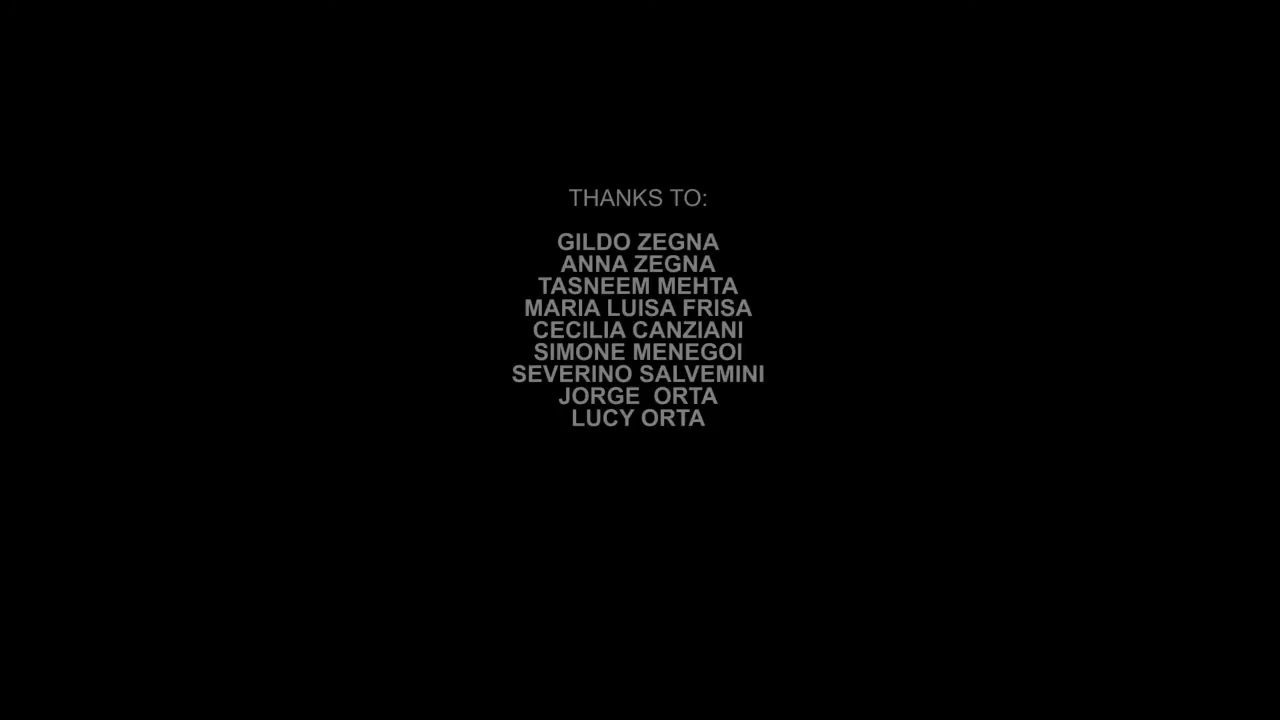 THANKS TO:
GILDO ZEGNA
ANNA ZEGNA
TASNEEM MEHTA
MARIA LUISA FRISA
CECILIA CANZIANI
SIMONE MENEGOI
SEVERINO SALVEMINI
JORGE  ORTA
LUCY ORTA